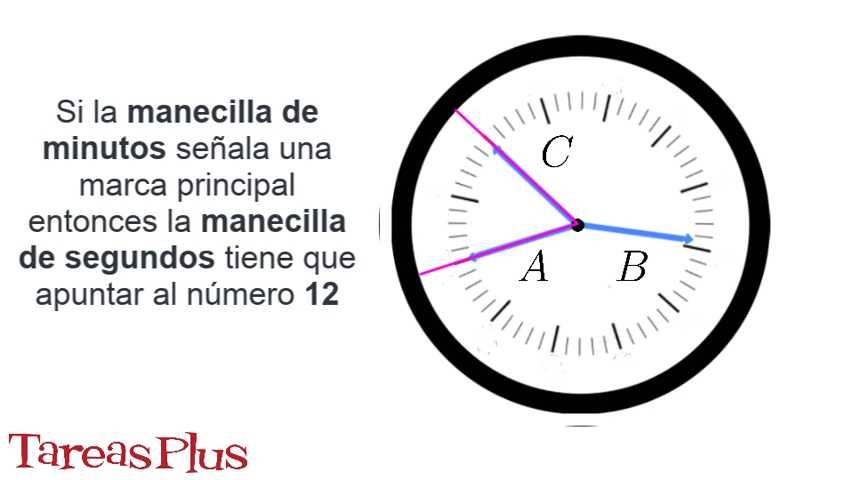 Si la manecilla de
minutos señala una
marca principal
entonces la manecilla
de segundos tiene que
apuntar al número 12
C
A
B
TareasPlus